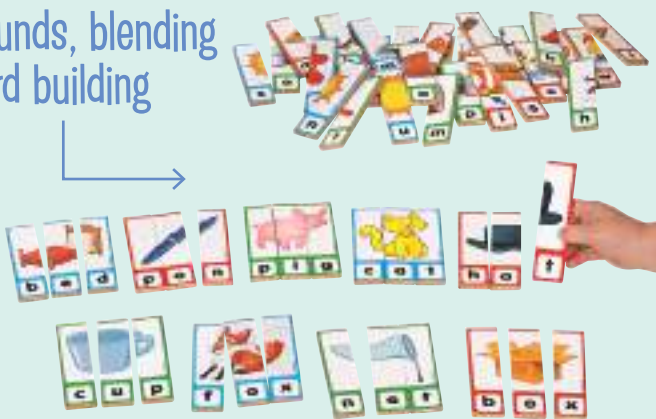 unds, blending
rd building
n i u m p i s h
b e d p e n p i g c a t h a t
c u p f o x n e t b o x